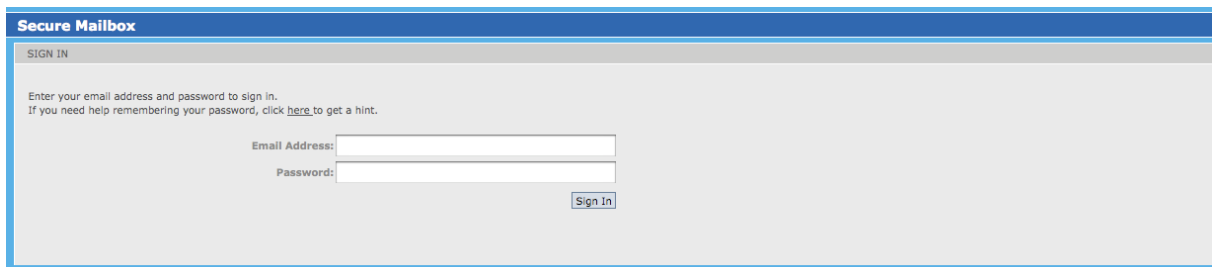 Secure Mailbox
SIGN IN
Enter your email address and password to sign in.
If you need help remembering your password, click here to get a hint.
Email Address:
Password:
Sign In